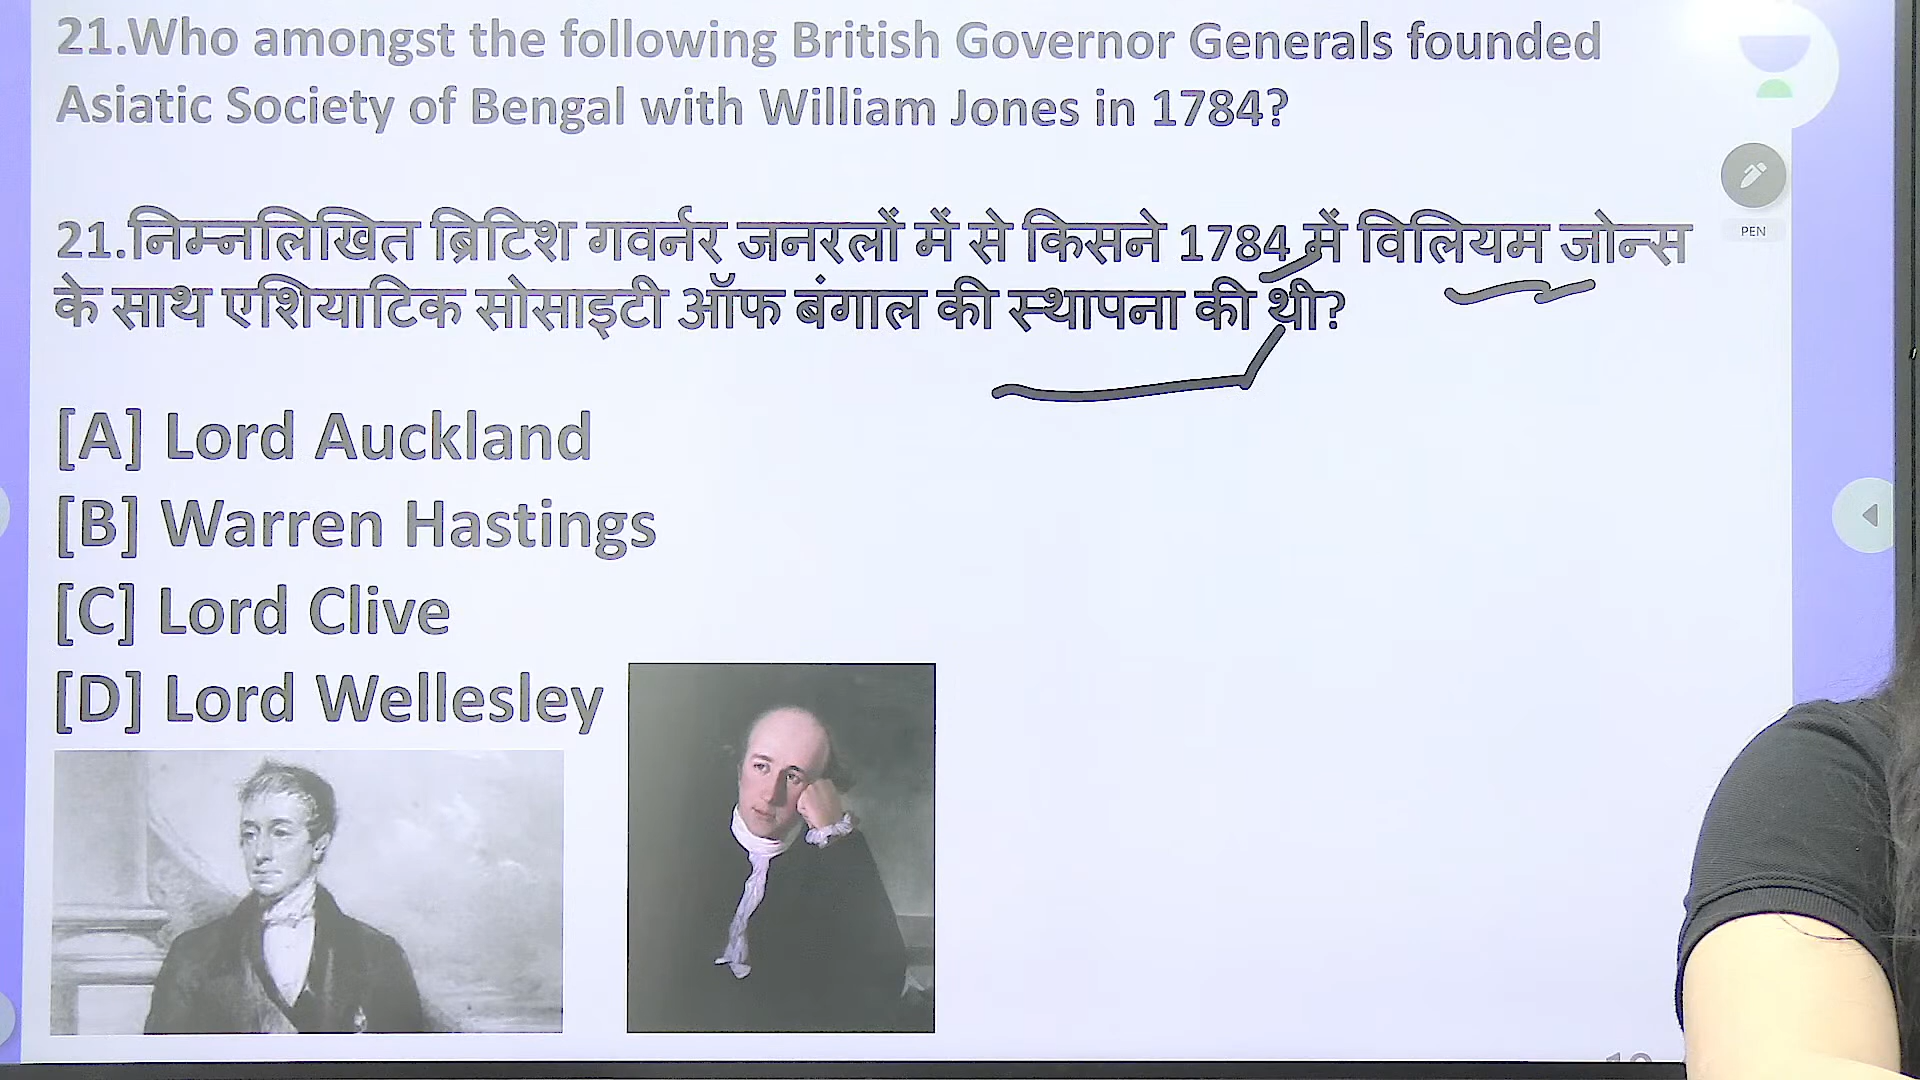 21.Who amongst the following British Governor Generals founded
Asiatic Society of Bengal with William Jones in 1784?
21.निम्नलिखित ब्रिटिश गवर्नर जनरलों में से किसने 1784 में विलियम जोन्स
के साथ एशियाटिक सोसाइटी ऑफ बंगाल की स्थापना की थी?
PEN
[A] Lord Auckland
[B] Warren Hastings
[C] Lord Clive
[D] Lord Wellesley